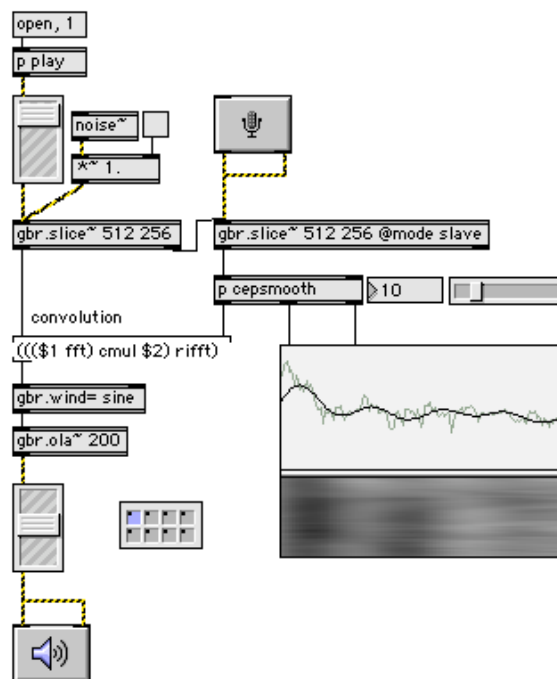 open, 1
p play
noise~
*~ 1.
gbr.slice~ 512 256
gbr.slice~ 512 256 @mode slave
p cepsmooth
10
convolution
((($1 fft) cmul $2) rifft)
gbr.wind= sine
gbr.ola~ 200